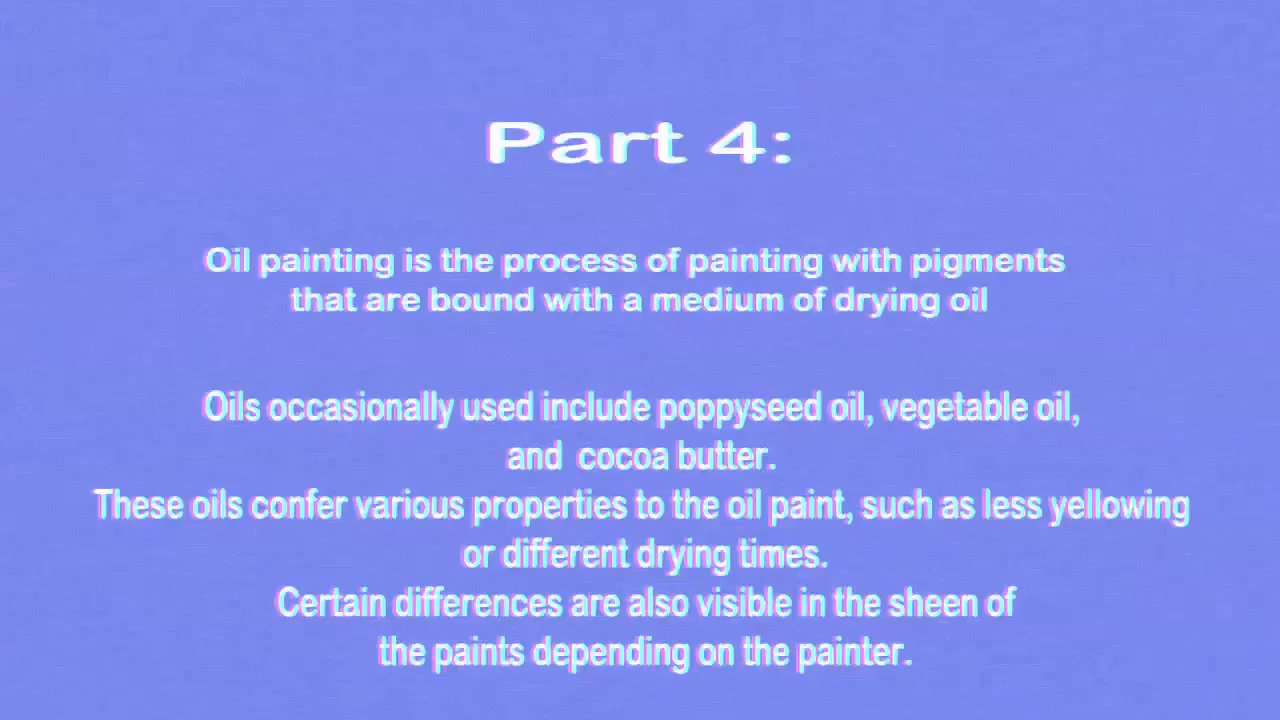 Part 4:
Oil painting is the process of painting with pigments
that are bound with a medium of drying oil
Oils occasionally used include poppyseed oil, vegetable oil,
and cocoa butter.
These oils confer various properties to the oil paint, such as less yellowing
or different drying times.
Certain differences are also visible in the sheen of
the paints depending on the painter.